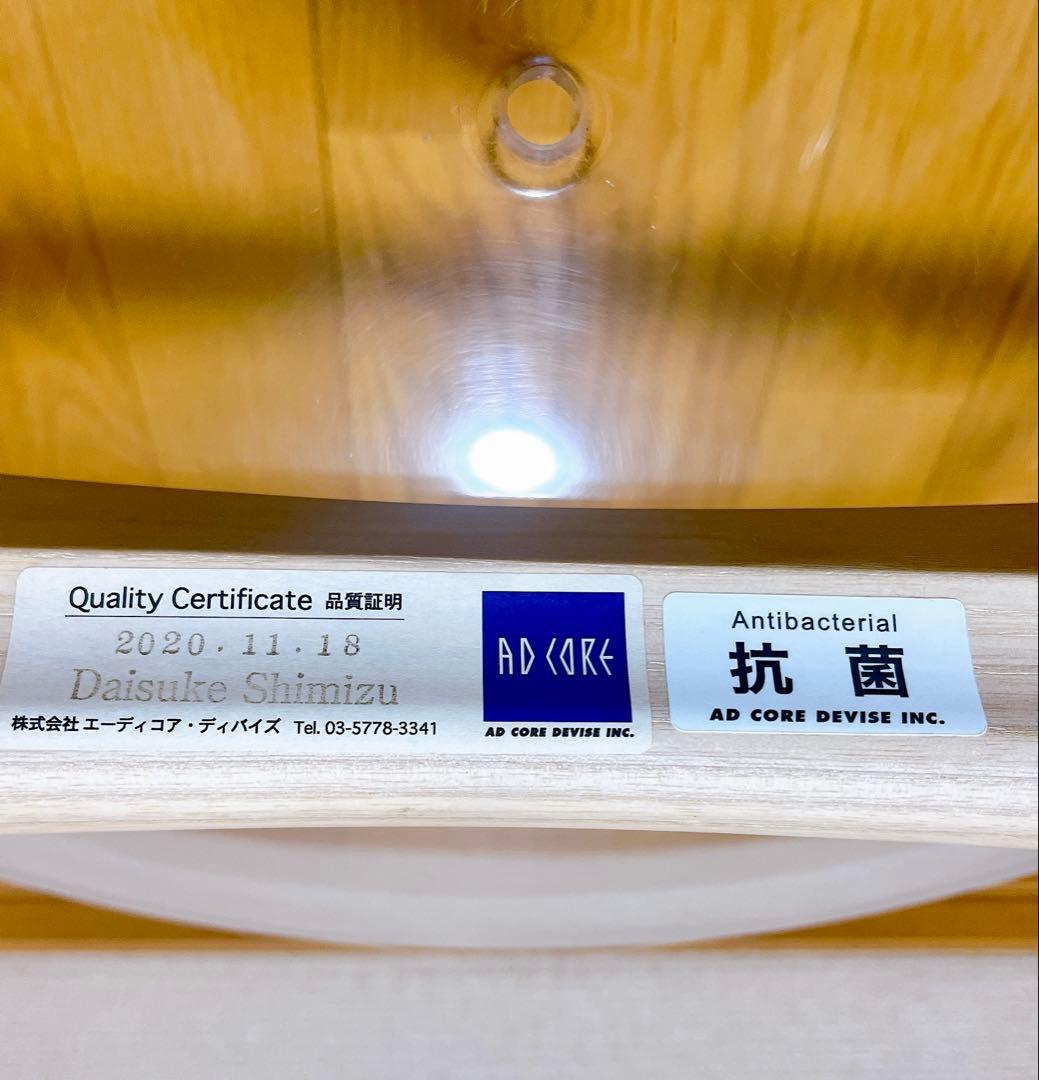 Quality Certificate 品質証明
2020.11.18
Daisuke Shimizu
株式会社 エーディコア・ディバイズ Tel. 03-5778-3341
AD CORE
AD CORE DEVISE INC.
Antibacterial
抗 菌
AD CORE DEVISE INC.